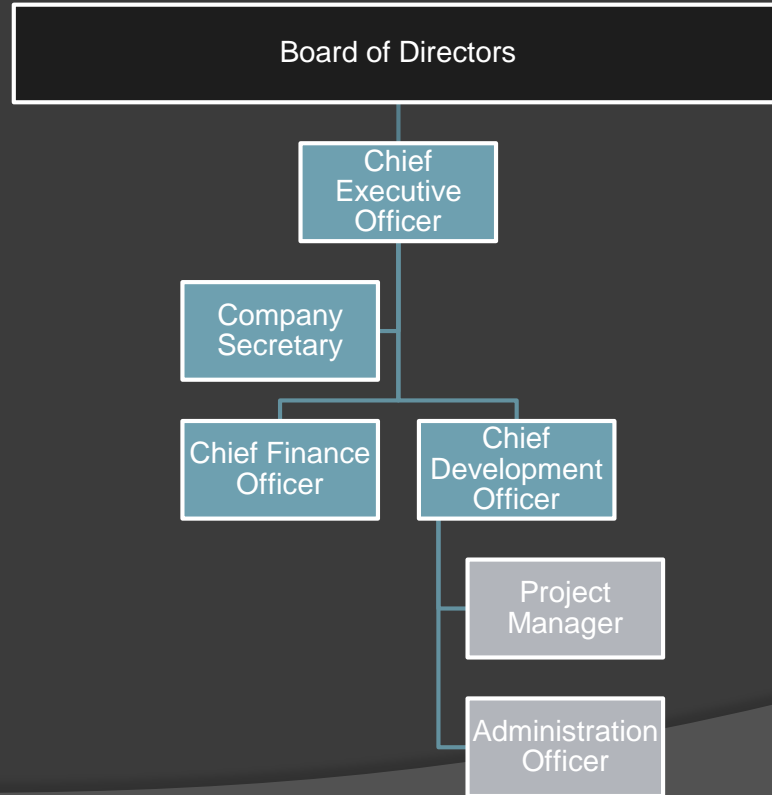 Board of Directors
Chief
Executive
Officer
Company
Secretary
Chief Finance
Officer
Chief
Development
Officer
Project
Manager
Administration
Officer